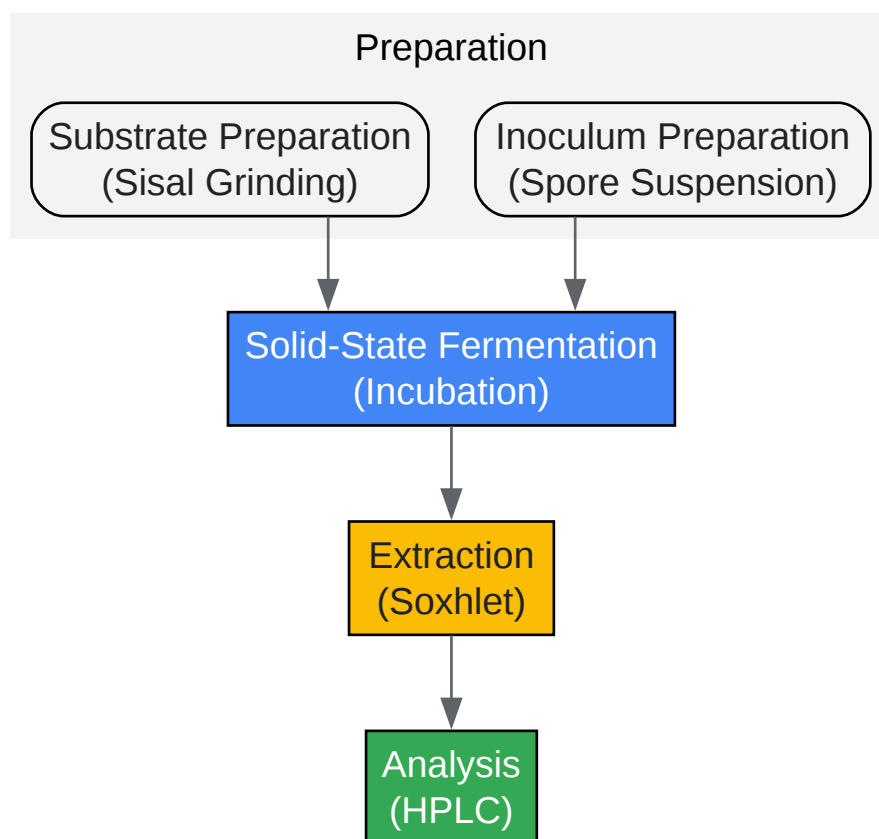 Preparation
Substrate Preparation
(Sisal Grinding)
Inoculum Preparation
(Spore Suspension)
Solid-State Fermentation
(Incubation)
Extraction
(Soxhlet)
Analysis
(HPLC)